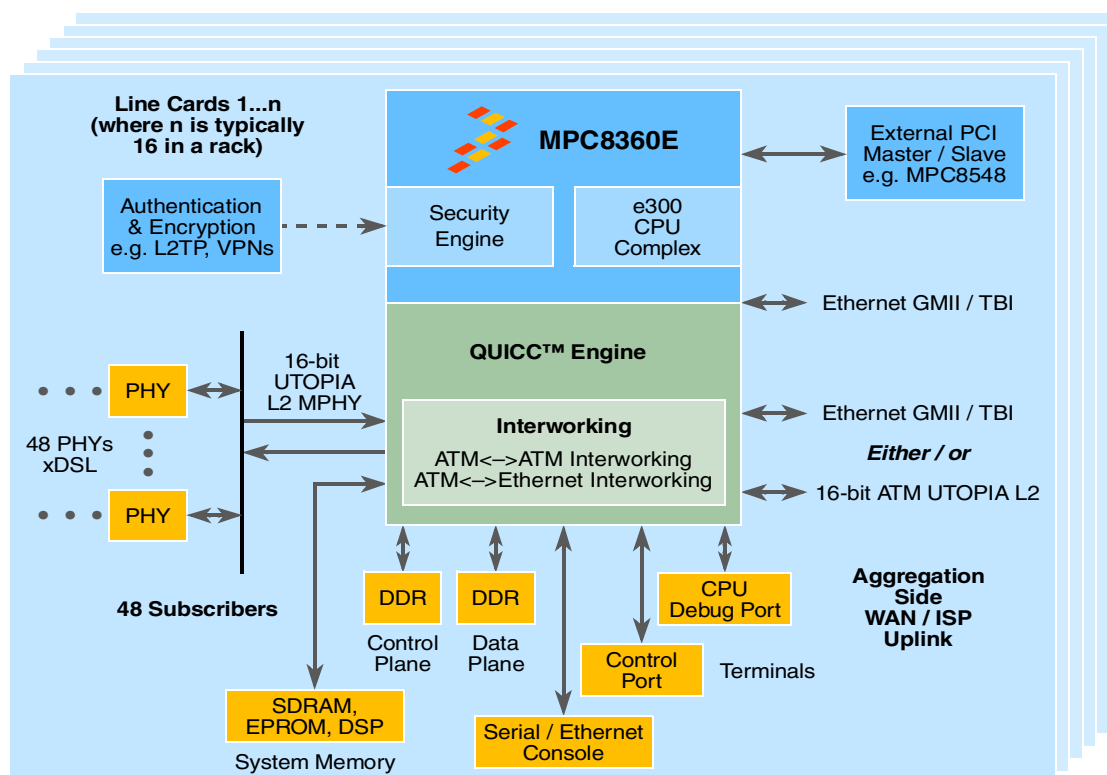 Line Cards 1...n
(where n is typically
16 in a rack)
MPC8360E
External PCI
Master / Slave
e.g. MPC8548
Authentication
& Encryption
e.g. L2TP, VPNs
Security
Engine
e300
CPU
Complex
Ethernet GMII / TBI
QUICC™ Engine
16-bit
UTOPIA
L2 MPHY
PHY
48 PHYs
xDSL
PHY
Interworking
ATM<–>ATM Interworking
ATM<–>Ethernet Interworking
Ethernet GMII / TBI
Either / or
16-bit ATM UTOPIA L2
48 Subscribers
DDR
Control
Plane
DDR
Data
Plane
CPU
Debug Port
Aggregation
Side
WAN / ISP
Uplink
Control
Port
Terminals
SDRAM,
EPROM, DSP
System Memory
Serial / Ethernet
Console